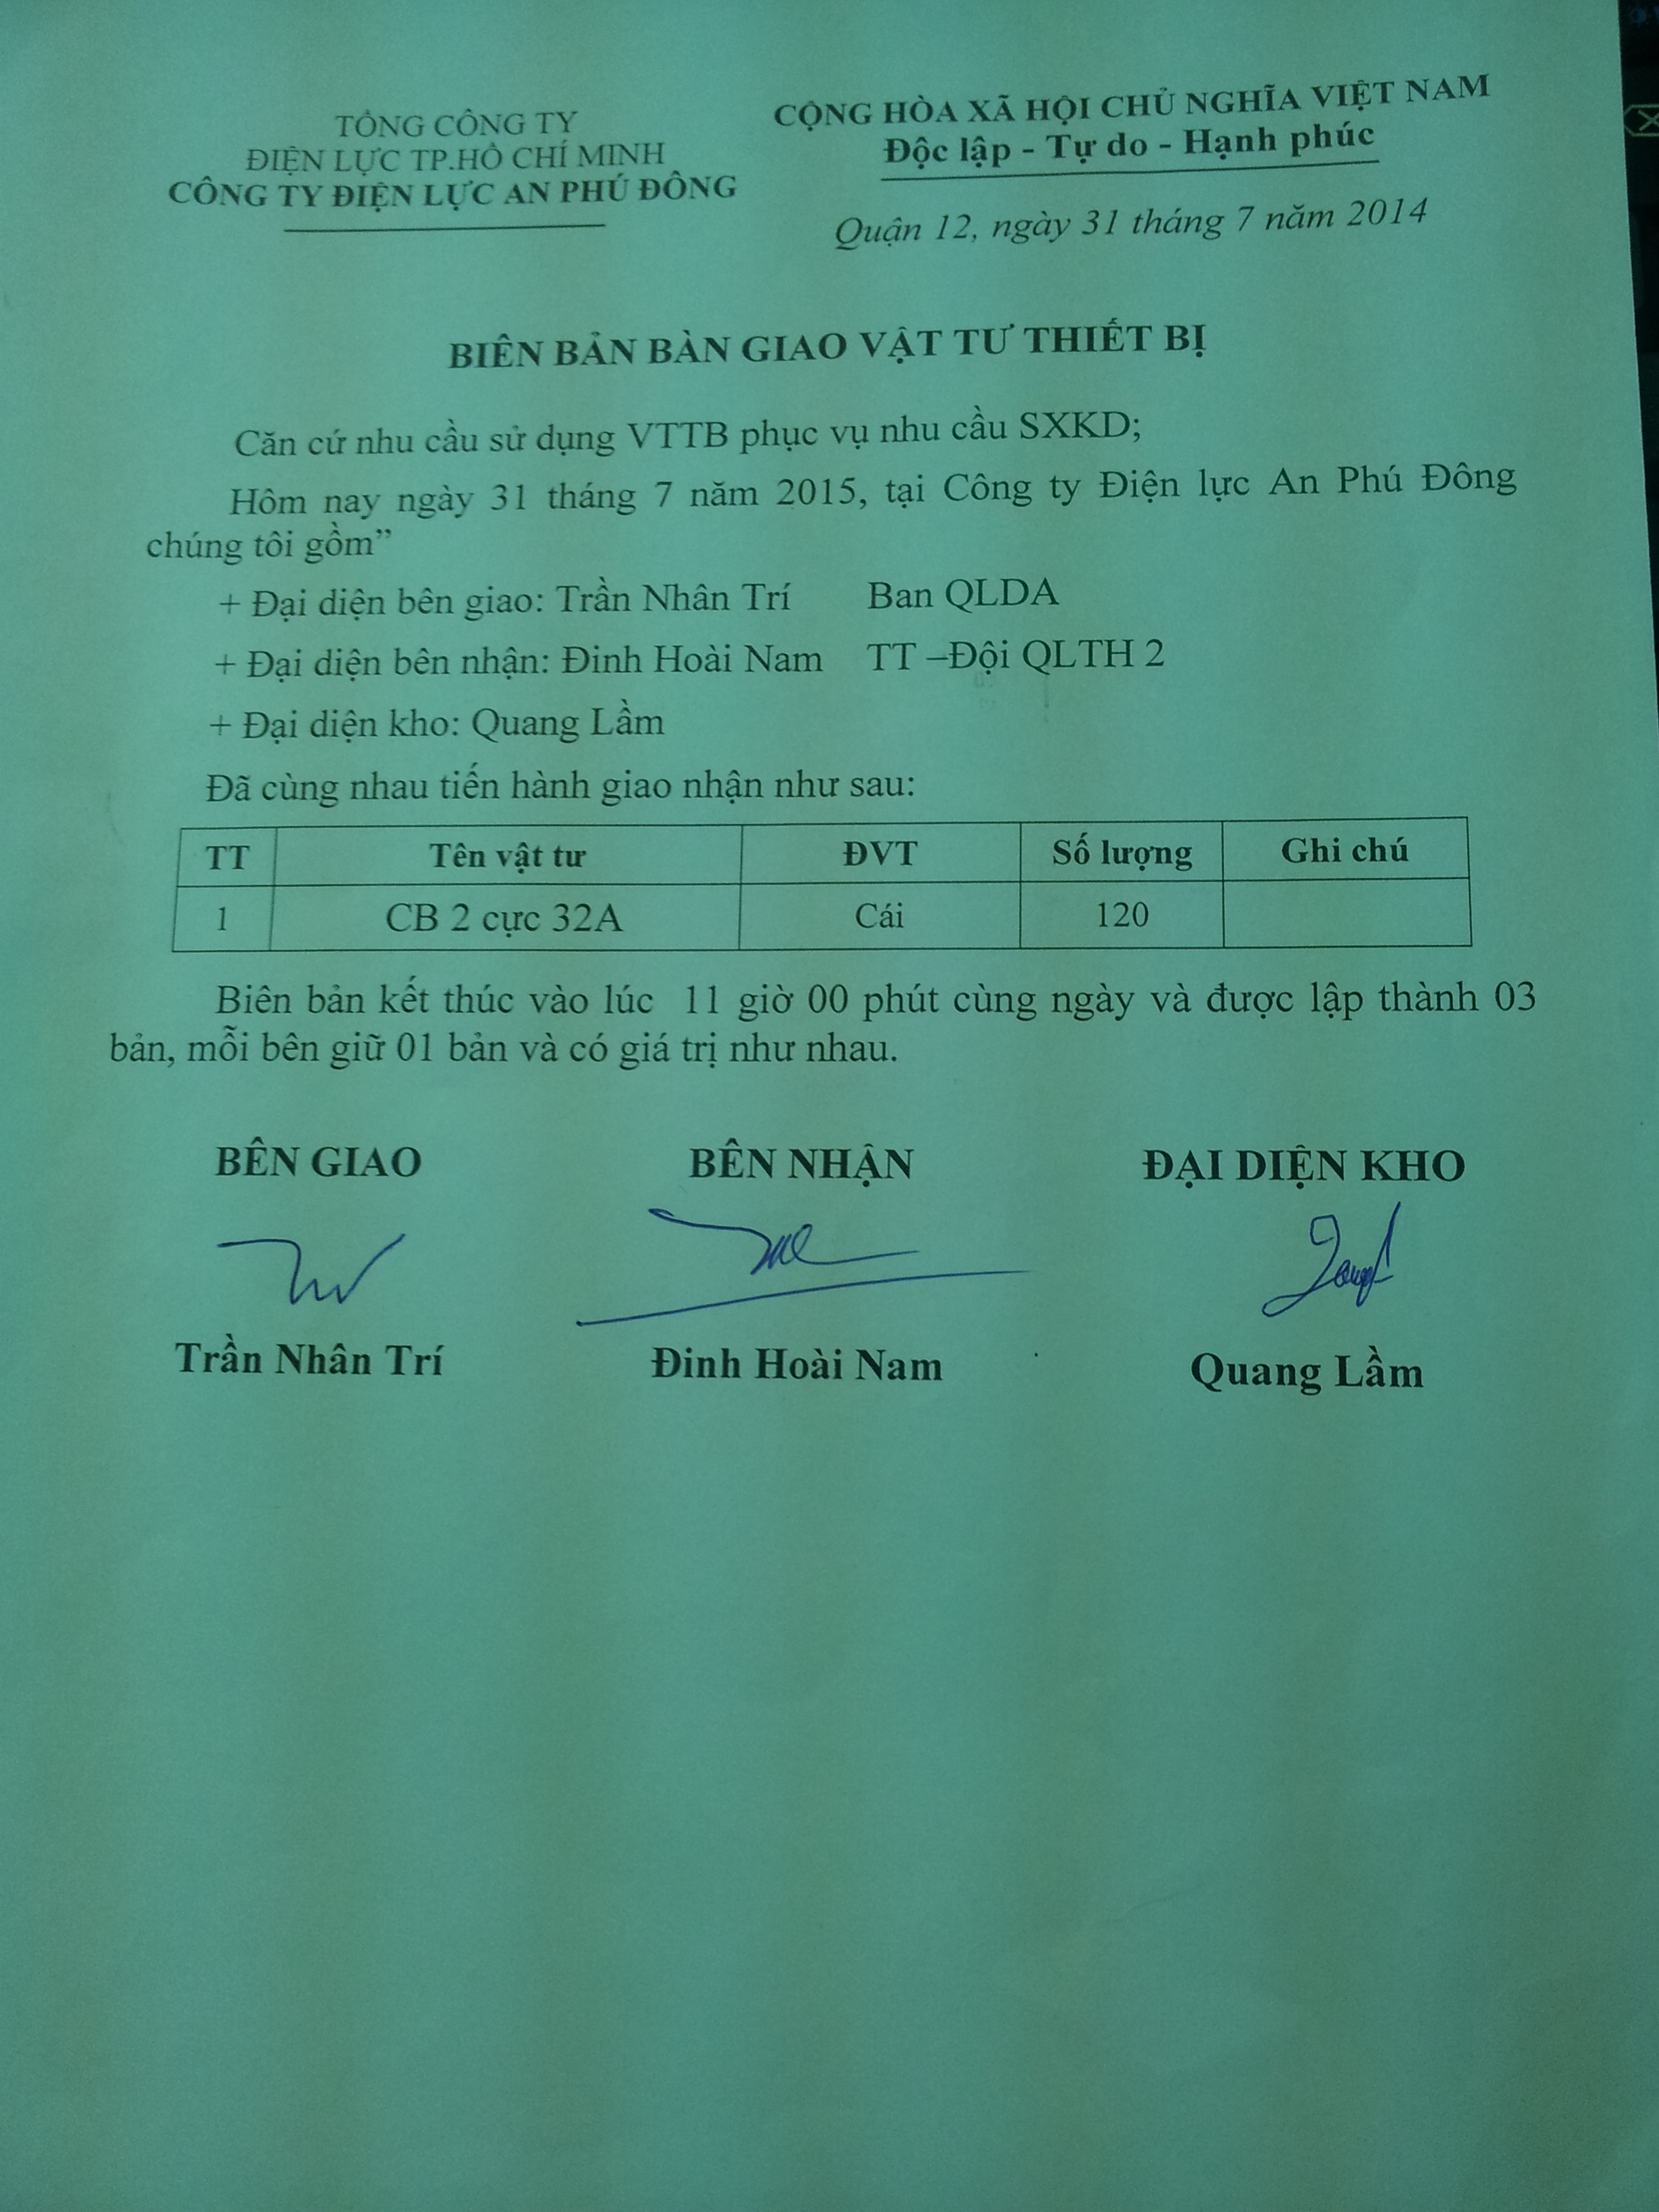 TỔNG CÔNG TY
ĐIỆN LỰC TP.HỒ CHÍ MINH
CÔNG TY ĐIỆN LỰC AN PHÚ ĐÔNG
CỘNG HÒA XÃ HỘI CHỦ NGHĨA VIỆT NAM
Độc lập - Tự do - Hạnh phúc
Quận 12, ngày 31 tháng 7 năm 2014
BIÊN BẢN BÀN GIAO VẬT TƯ THIẾT BỊ
Căn cứ nhu cầu sử dụng VTTB phục vụ nhu cầu SXKD;
Hôm nay ngày 31 tháng 7 năm 2015, tại Công ty Điện lực An Phú Đông
chúng tôi gồm”
+ Đại diện bên giao: Trần Nhân Trí Ban QLDA
+ Đại diện bên nhận: Đinh Hoài Nam TT –Đội QLTH 2
+ Đại diện kho: Quang Lầm
Đã cùng nhau tiến hành giao nhận như sau:
TT Tên vật tư ĐVT Số lượng Ghi chú
1 CB 2 cực 32A Cái 120
Biên bản kết thúc vào lúc 11 giờ 00 phút cùng ngày và được lập thành 03
bản, mỗi bên giữ 01 bản và có giá trị như nhau.
BÊN GIAO BÊN NHẬN ĐẠI DIỆN KHO
Trần Nhân Trí Đinh Hoài Nam Quang Lầm